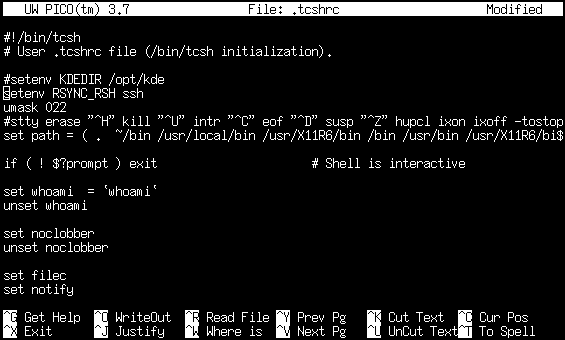 UW PICO(tm) 3.7 File: .tcshrc Modified
#!/bin/tcsh
# User .tcshrc file (/bin/tcsh initialization).
#setenv KDEDIR /opt/kde
setenv RSYNC_RSH ssh
umask 022
#stty erase "^H" kill "^U" intr "^C" eof "^D" susp "^Z" hupcl ixon ixoff -tostop
set path = ( . ~/bin /usr/local/bin /usr/X11R6/bin /bin /usr/bin /usr/X11R6/bi$
if ( ! $?prompt ) exit # Shell is interactive
set whoami = `whoami`
unset whoami
set noclobber
unset noclobber
set filec
set notify
^G Get Help ^O WriteOut ^R Read File ^Y Prev Pg ^K Cut Text ^C Cur Pos
^X Exit ^J Justify ^W Where is ^V Next Pg ^U UnCut Text ^T To Spell